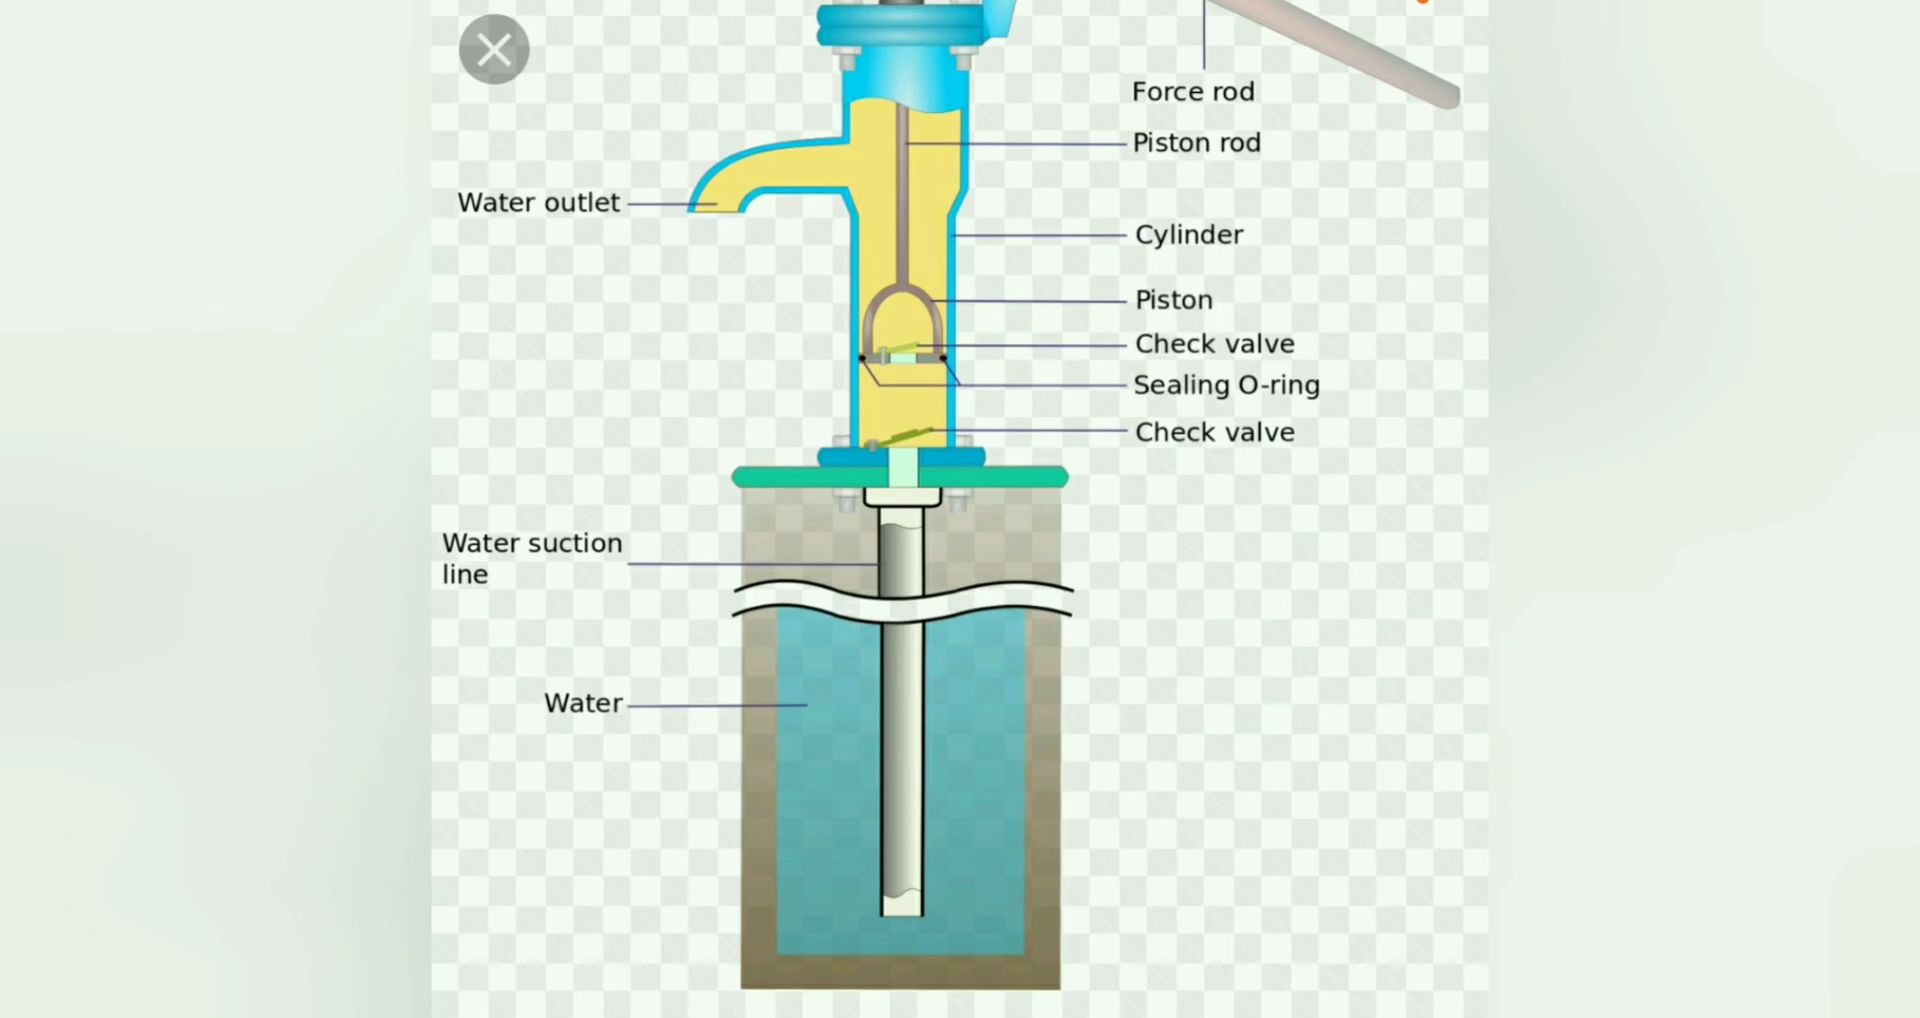 Force rod
Piston rod
Water outlet
Cylinder
Piston
Check valve
Sealing O-ring
Check valve
Water suction
line
Water